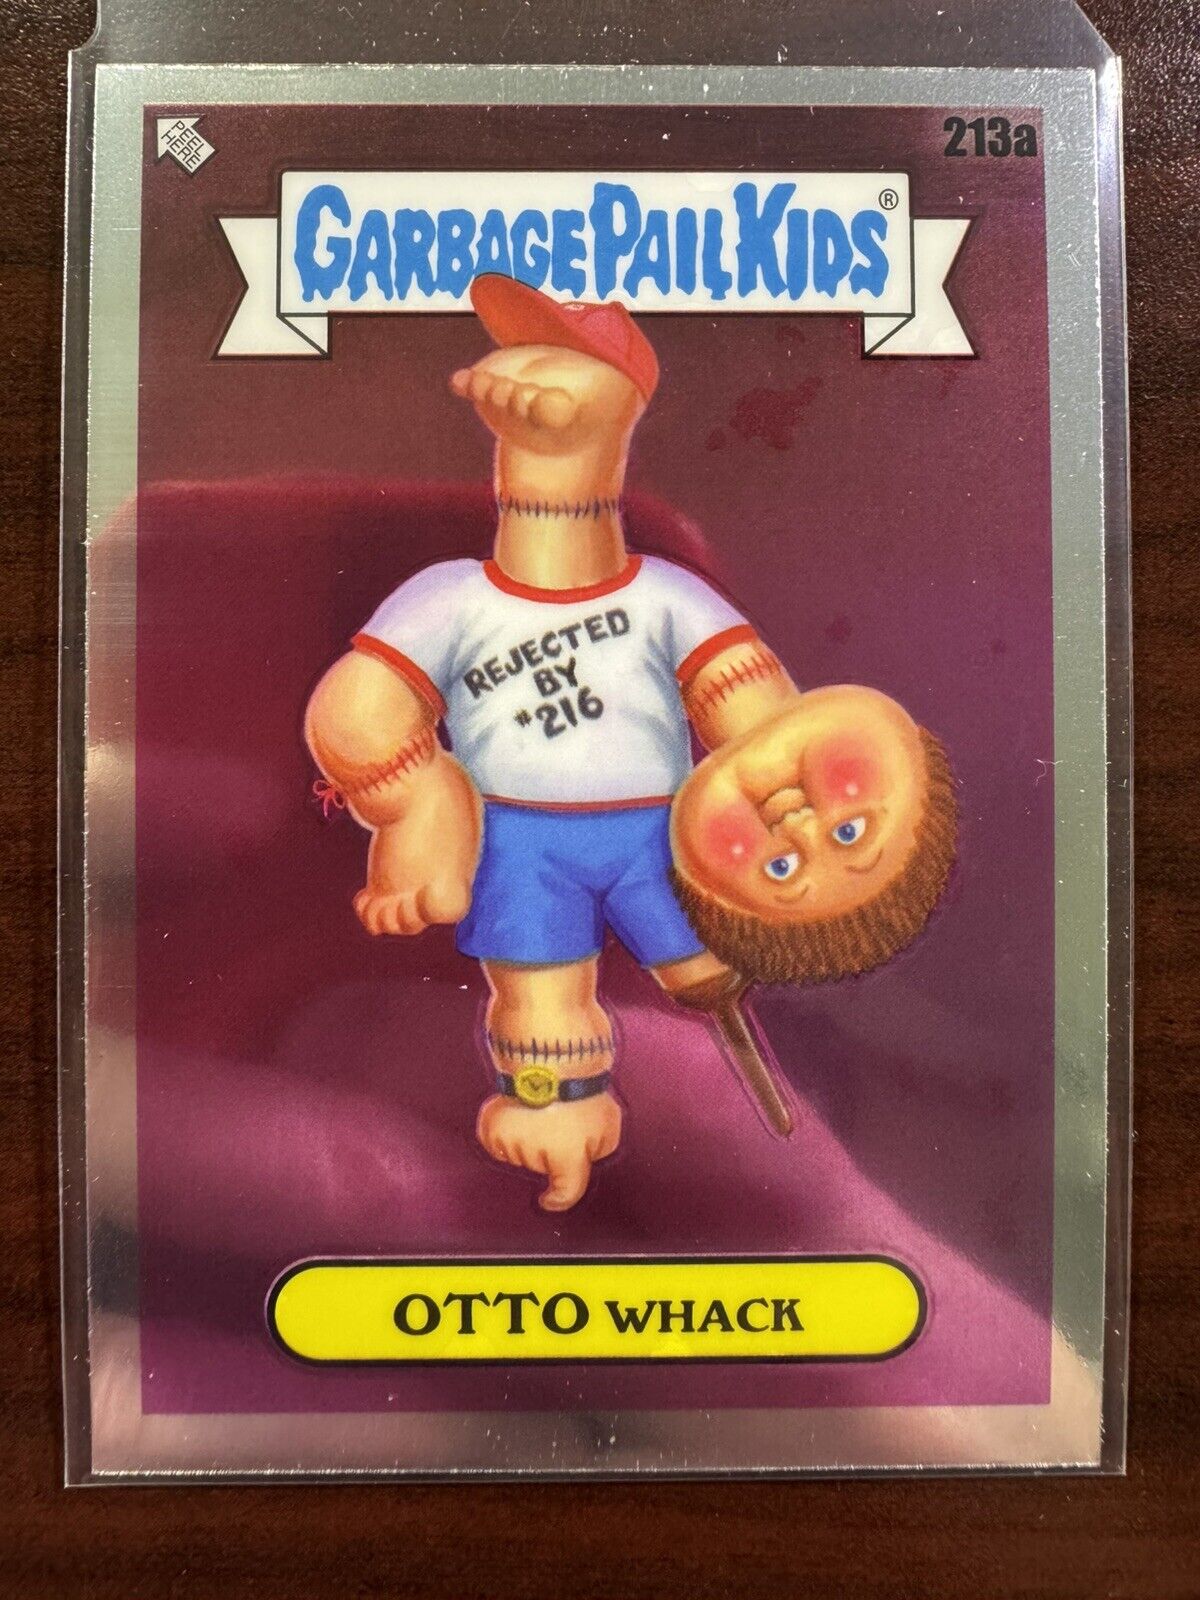 PEEL
HERE
213a
GARBAGE PAIL KIDS®
REJECTED
BY
#216
OTTO WHACK